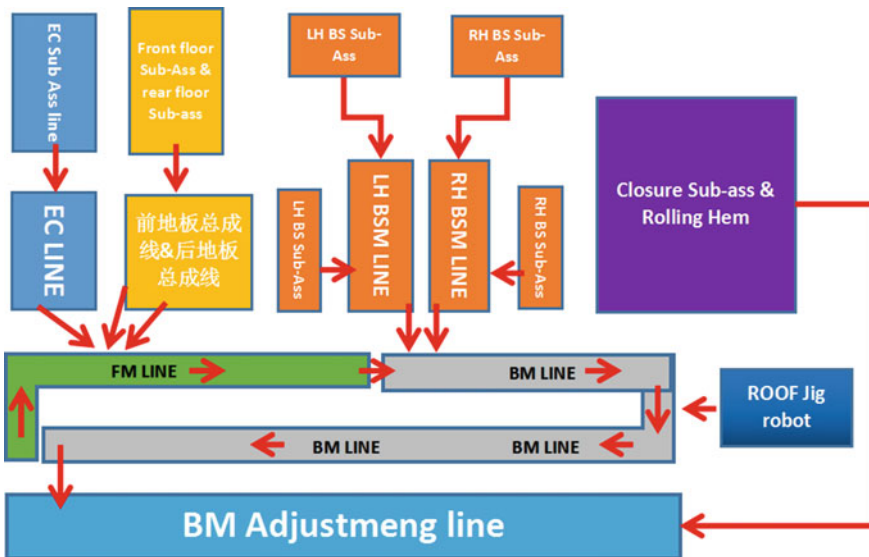 EC Sub Ass line
Front floor
Sub-Ass &
rear floor
Sub-ass
LH BS Sub-
Ass
RH BS Sub-
Ass
Closure Sub-ass &
Rolling Hem
EC LINE
前地板总成
线&后地板
总成线
LH BS Sub-Ass
LH BSM LINE
RH BSM LINE
RH BS Sub-Ass
FM LINE
BM LINE
ROOF Jig
robot
BM LINE
BM LINE
BM Adjustmeng line